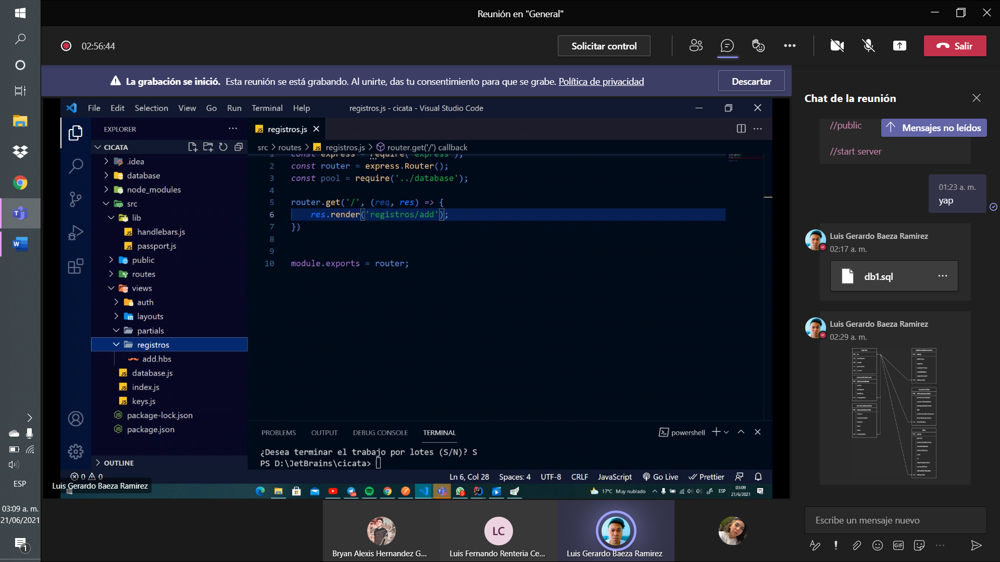 Reunión en "General"
02:56:44
Solicitar control
Salir
La grabación se inició. Esta reunión se está grabando. Al unirte, das tu consentimiento para que se grabe. Política de privacidad
Descartar
File Edit Selection View Go Run Terminal Help
registros.js - cicata - Visual Studio Code
EXPLORER
CICATA
.idea
database
node_modules
src
lib
handlebars.js
passport.js
public
routes
views
auth
layouts
partials
registros
add.hbs
database.js
index.js
keys.js
package-lock.json
package.json
OUTLINE
registros.js
src > routes > registros.js > router.get('/') callback
1 const express = require('express');
2 const router = express.Router();
3 const pool = require('../database');
4
5 router.get('/', (req, res) => {
6 res.render('registros/add');
7 })
8
9
10 module.exports = router;
PROBLEMS OUTPUT DEBUG CONSOLE TERMINAL
powershell
¿Desea terminar el trabajo por lotes (S/N)? S
PS D:\JetBrains\cicata>
0 0
Ln 6, Col 28 Spaces: 4 UTF-8 CRLF JavaScript Go Live Prettier
Luis Gerardo Baeza Ramirez
17°C Muy nublado
ESP
03:09
21/6/2021
Bryan Alexis Hernandez G...
LC
Luis Fernando Renteria Ce...
Luis Gerardo Baeza Ramirez
Chat de la reunión
//public
Mensajes no leídos
//start server
01:23 a. m.
yap
Luis Gerardo Baeza Ramirez
02:17 a. m.
db1.sql
Luis Gerardo Baeza Ramirez
02:29 a. m.
Escribe un mensaje nuevo
GIF
ESP
03:09 a. m.
21/06/2021
1